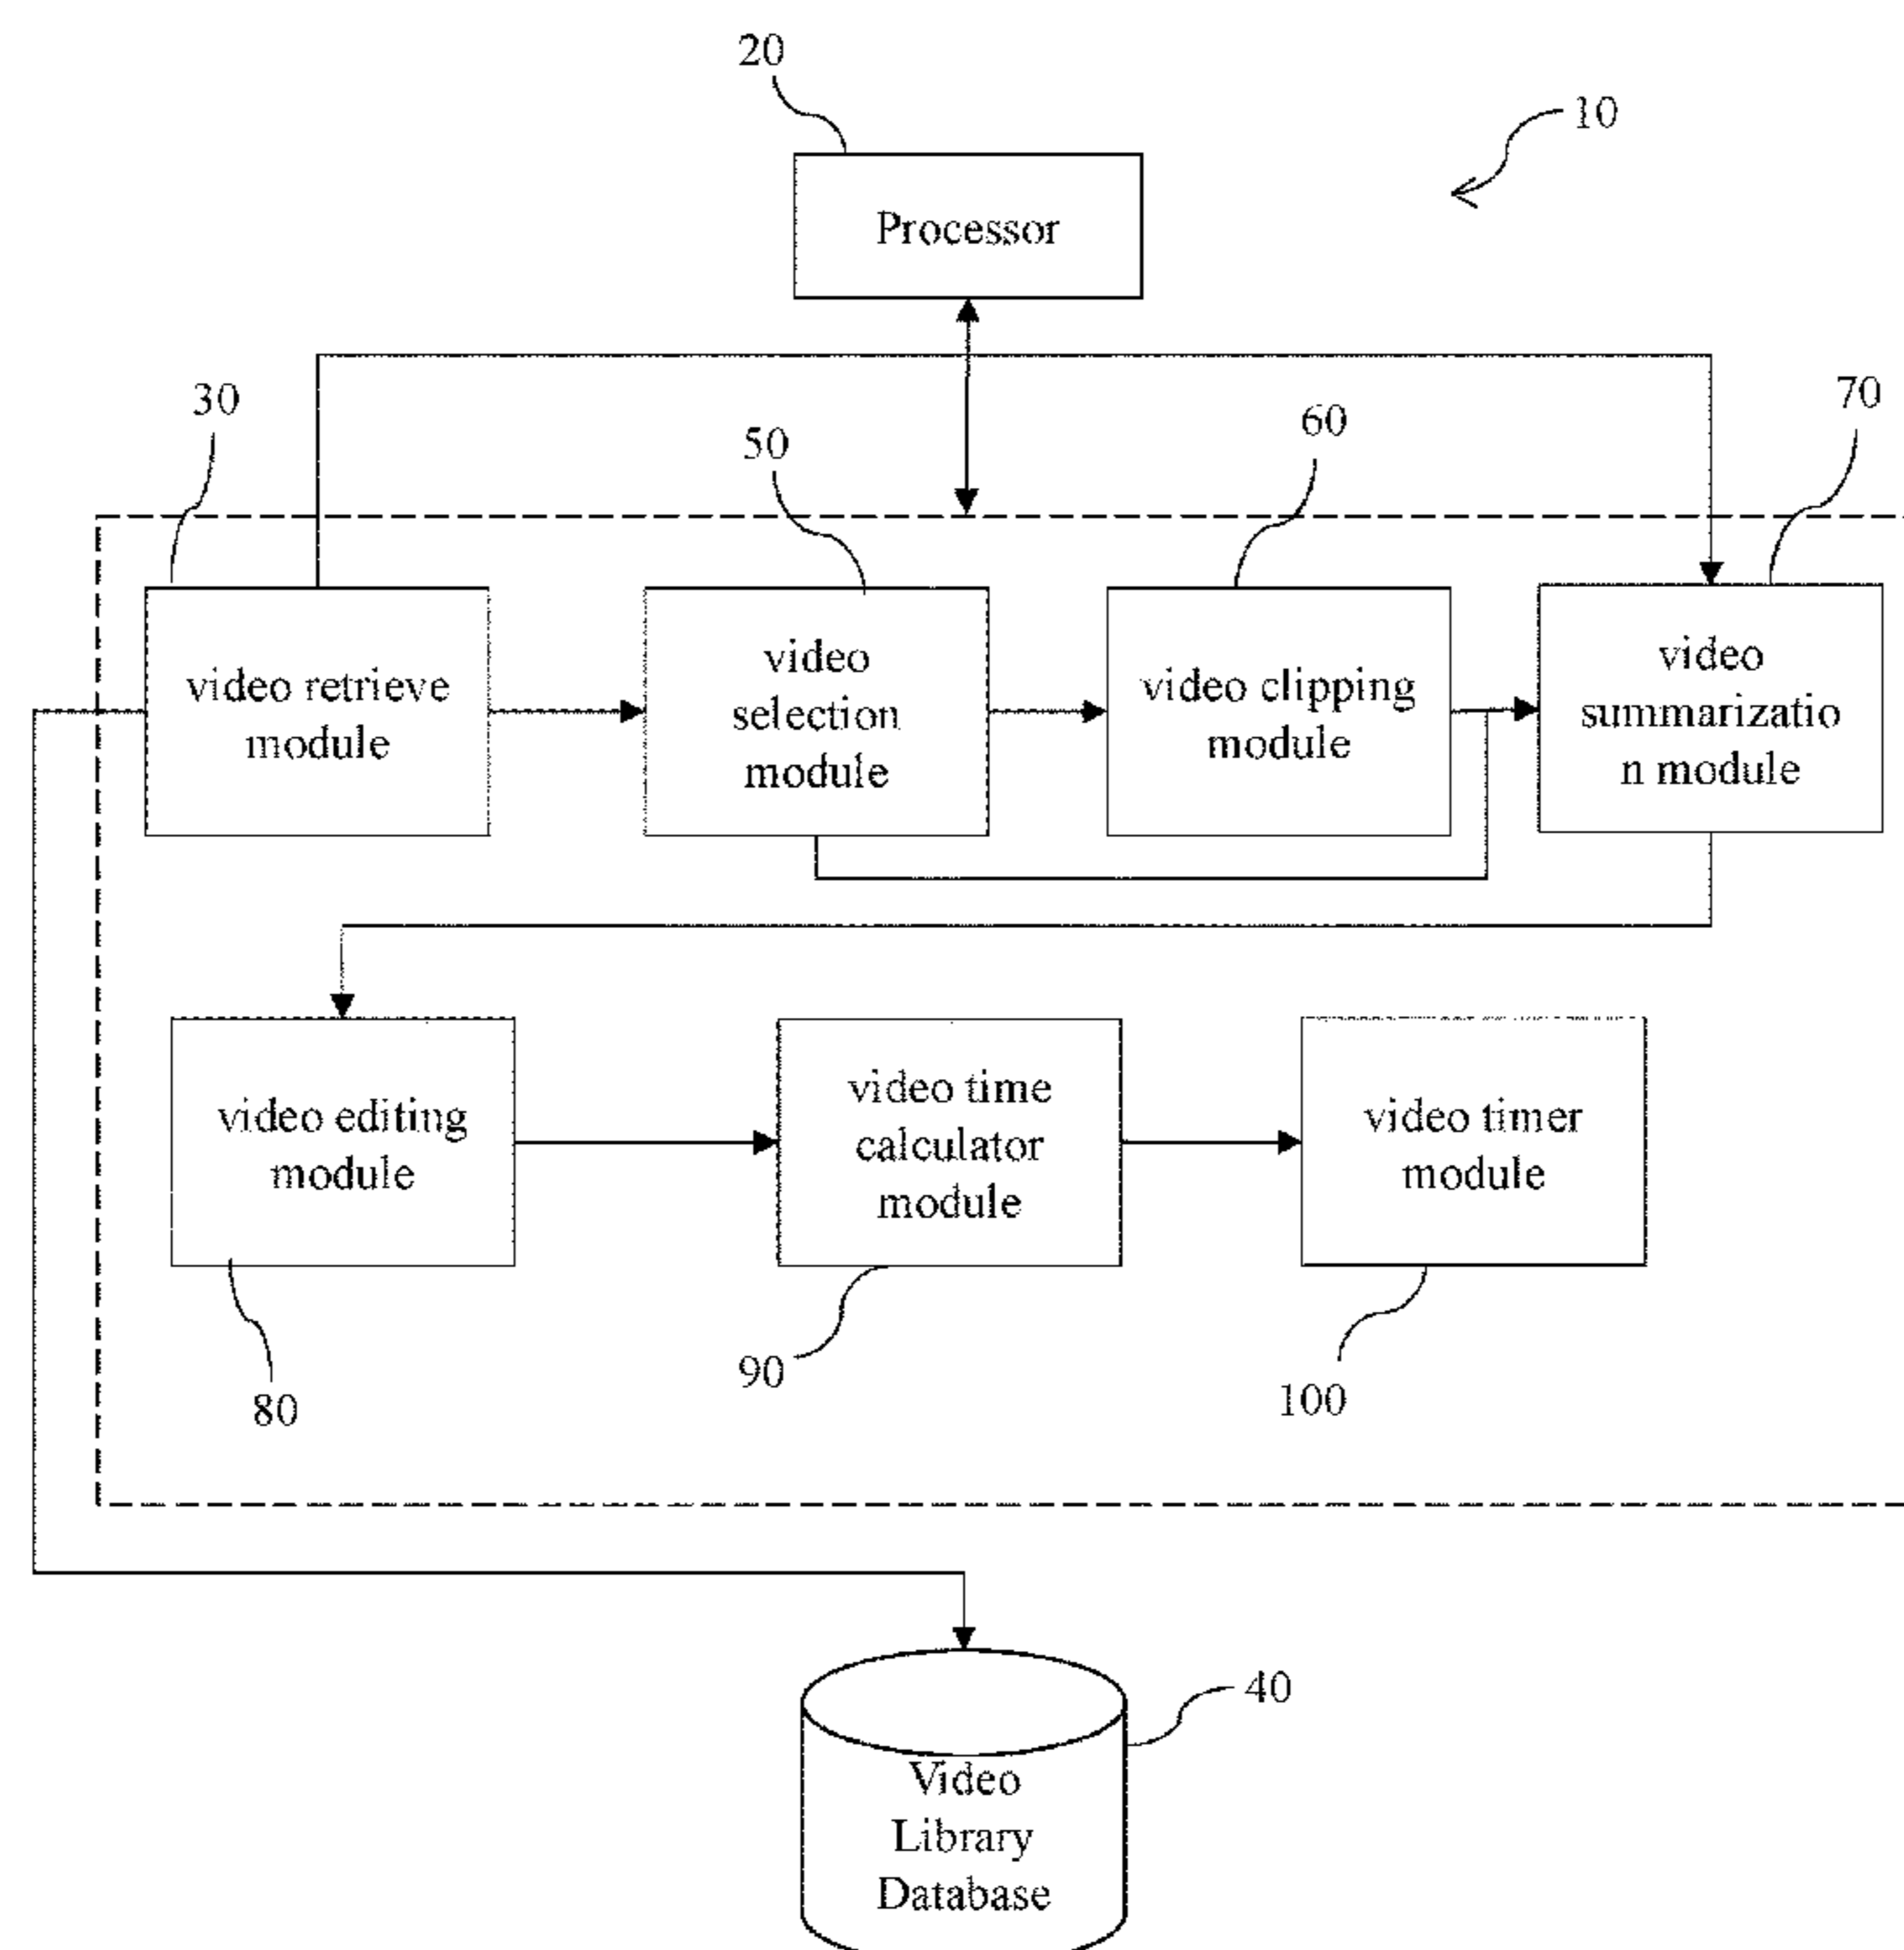 20
10
Processor
30
50
60
70
video retrieve
module
video
selection
module
video clipping
module
video
summarizatio
n module
video editing
module
video time
calculator
module
video timer
module
80
90
100
40
Video
Library
Database